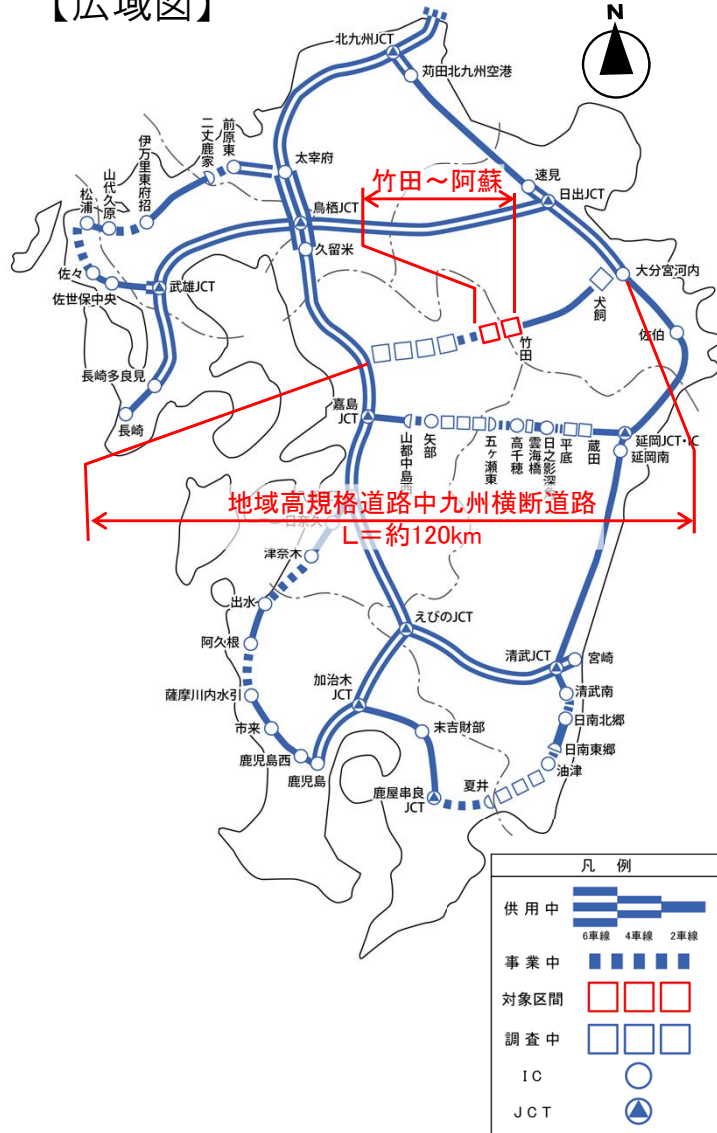 【広域図】
N
北九州JCT
苅田北九州空港
前原東
二丈鹿家
伊万里東府招
山代久原
松浦
太宰府
速見
竹田～阿蘇
日出JCT
鳥栖JCT
久留米
佐々
佐世保中央
武雄JCT
大分宮河内
犬飼
佐伯
竹田
長崎多良見
長崎
嘉島
JCT
山都中島西
矢部
五ヶ瀬東
高千穂
雲海橋
日之影深角
平底
蔵田
延岡JCT・IC
延岡南
地域高規格道路中九州横断道路
日奈久
L＝約120km
津奈木
出水
阿久根
えびのJCT
清武JCT
宮崎
薩摩川内水引
加治木
JCT
清武南
日南北郷
市来
末吉財部
日南東郷
鹿児島西
油津
鹿児島
夏井
鹿屋串良
JCT
凡 例
供用中
6車線 4車線 2車線
事業中
対象区間
調査中
IC
JCT